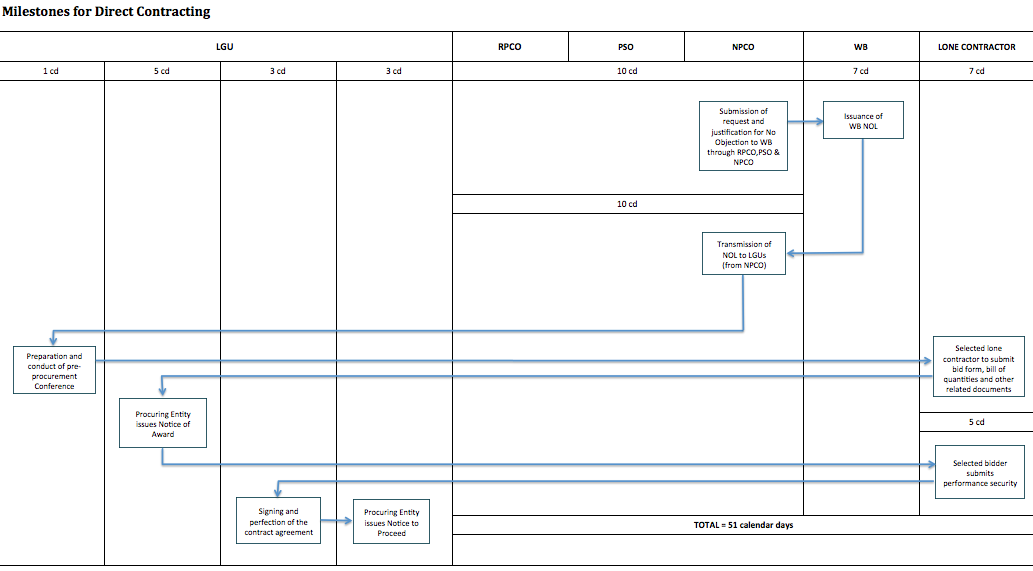 Milestones for Direct Contracting
LGU
RPCO
PSO
NPCO
WB
LONE CONTRACTOR
1 cd
5 cd
3 cd
3 cd
10 cd
7 cd
7 cd
Submission of
request and
justification for No
Objection to WB
through RPCO,PSO &
NPCO
Issuance of
WB NOL
10 cd
Transmission of
NOL to LGUs
(from NPCO)
Preparation and
conduct of pre-
procurement
Conference
Selected lone
contractor to submit
bid form, bill of
quantities and other
related documents
Procuring Entity
issues Notice of
Award
5 cd
Selected bidder
submits
performance security
Signing and
perfection of the
contract agreement
Procuring Entity
issues Notice to
Proceed
TOTAL = 51 calendar days